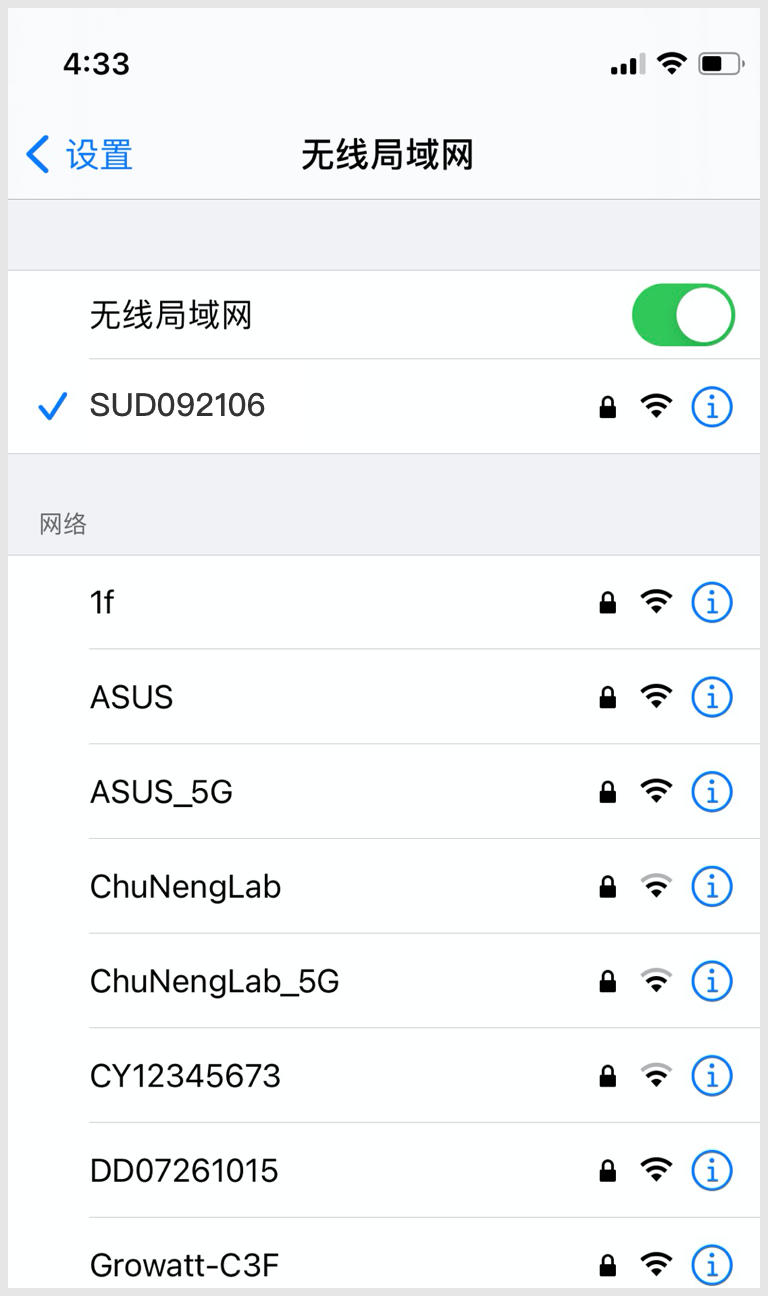 4:33
设置 无线局域网
无线局域网
SUD092106
网络
1f
ASUS
ASUS_5G
ChuNengLab
ChuNengLab_5G
CY12345673
DD07261015
Growatt-C3F